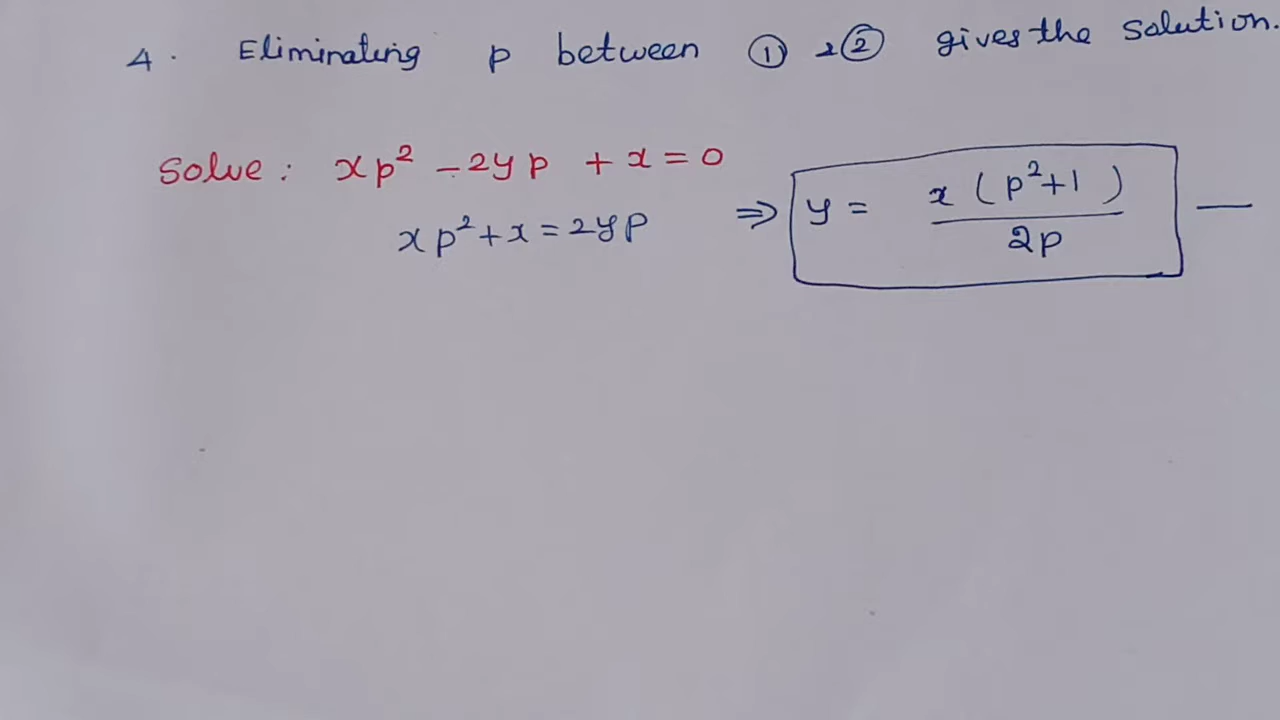 4. Eliminating p between ① & ② gives the solution.
Solve : xp² - 2yp + x = 0
xp² + x = 2yp ⇒ y = x (p²+1) / 2p —